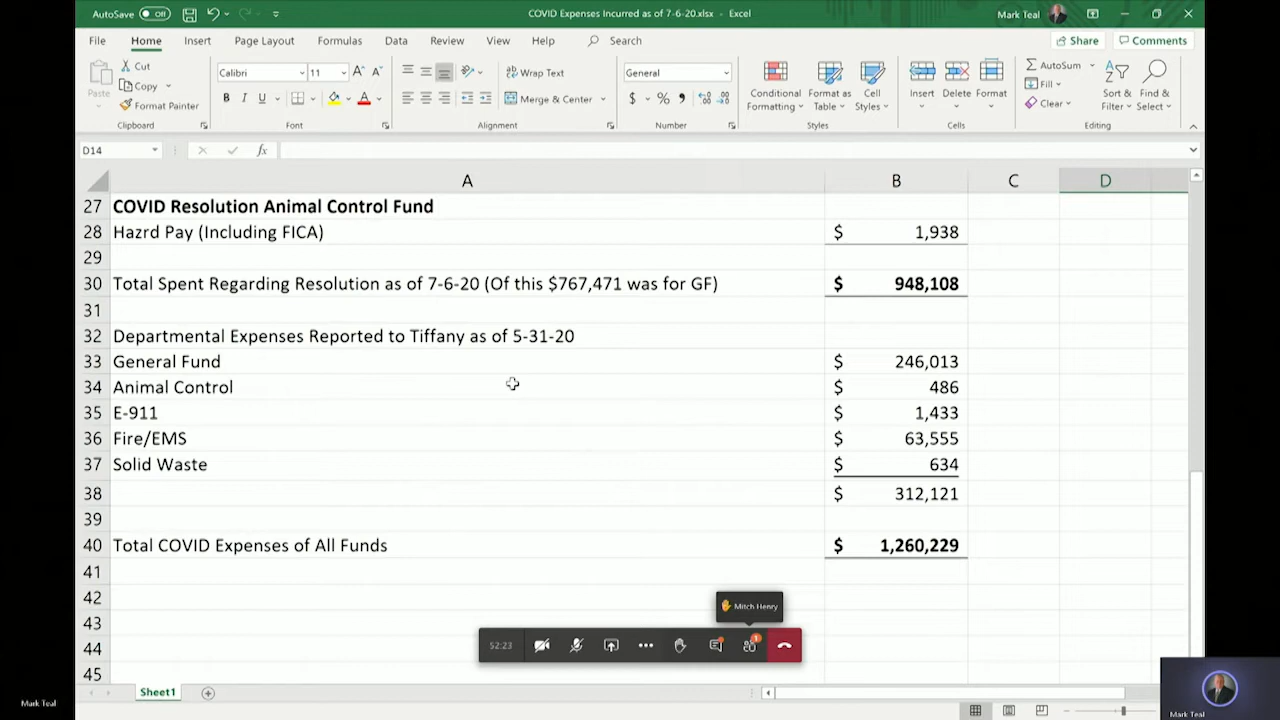 AutoSave Off COVID Expenses Incurred as of 7-6-20.xlsx - Excel Mark Teal
File Home Insert Page Layout Formulas Data Review View Help Search Share Comments
Paste Cut Copy Format Painter Clipboard
Calibri 11 B I U Font
Wrap Text Merge & Center Alignment
General $ % , Number
Conditional Formatting Format as Table Cell Styles Styles
Insert Delete Format Cells
AutoSum Fill Clear Sort & Filter Find & Select Editing
D14 fx
A B C D
27 COVID Resolution Animal Control Fund
28 Hazrd Pay (Including FICA) $ 1,938
29
30 Total Spent Regarding Resolution as of 7-6-20 (Of this $767,471 was for GF) $ 948,108
31
32 Departmental Expenses Reported to Tiffany as of 5-31-20
33 General Fund $ 246,013
34 Animal Control $ 486
35 E-911 $ 1,433
36 Fire/EMS $ 63,555
37 Solid Waste $ 634
38 $ 312,121
39
40 Total COVID Expenses of All Funds $ 1,260,229
41
42
43
44
45
Mitch Henry
52:23 1
Sheet1
Mark Teal
Mark Teal